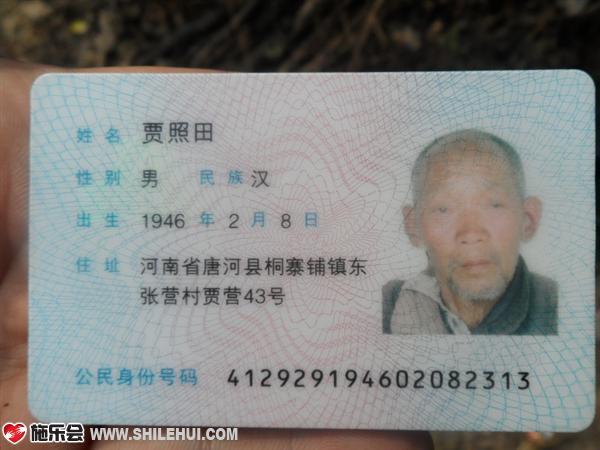 姓名 贾照田
性别 男 民族 汉
出生 1946 年 2 月 8 日
住址 河南省唐河县桐寨铺镇东
张营村贾营43号
公民身份号码 412929194602082313
施乐会 WWW.SHILEHUI.COM